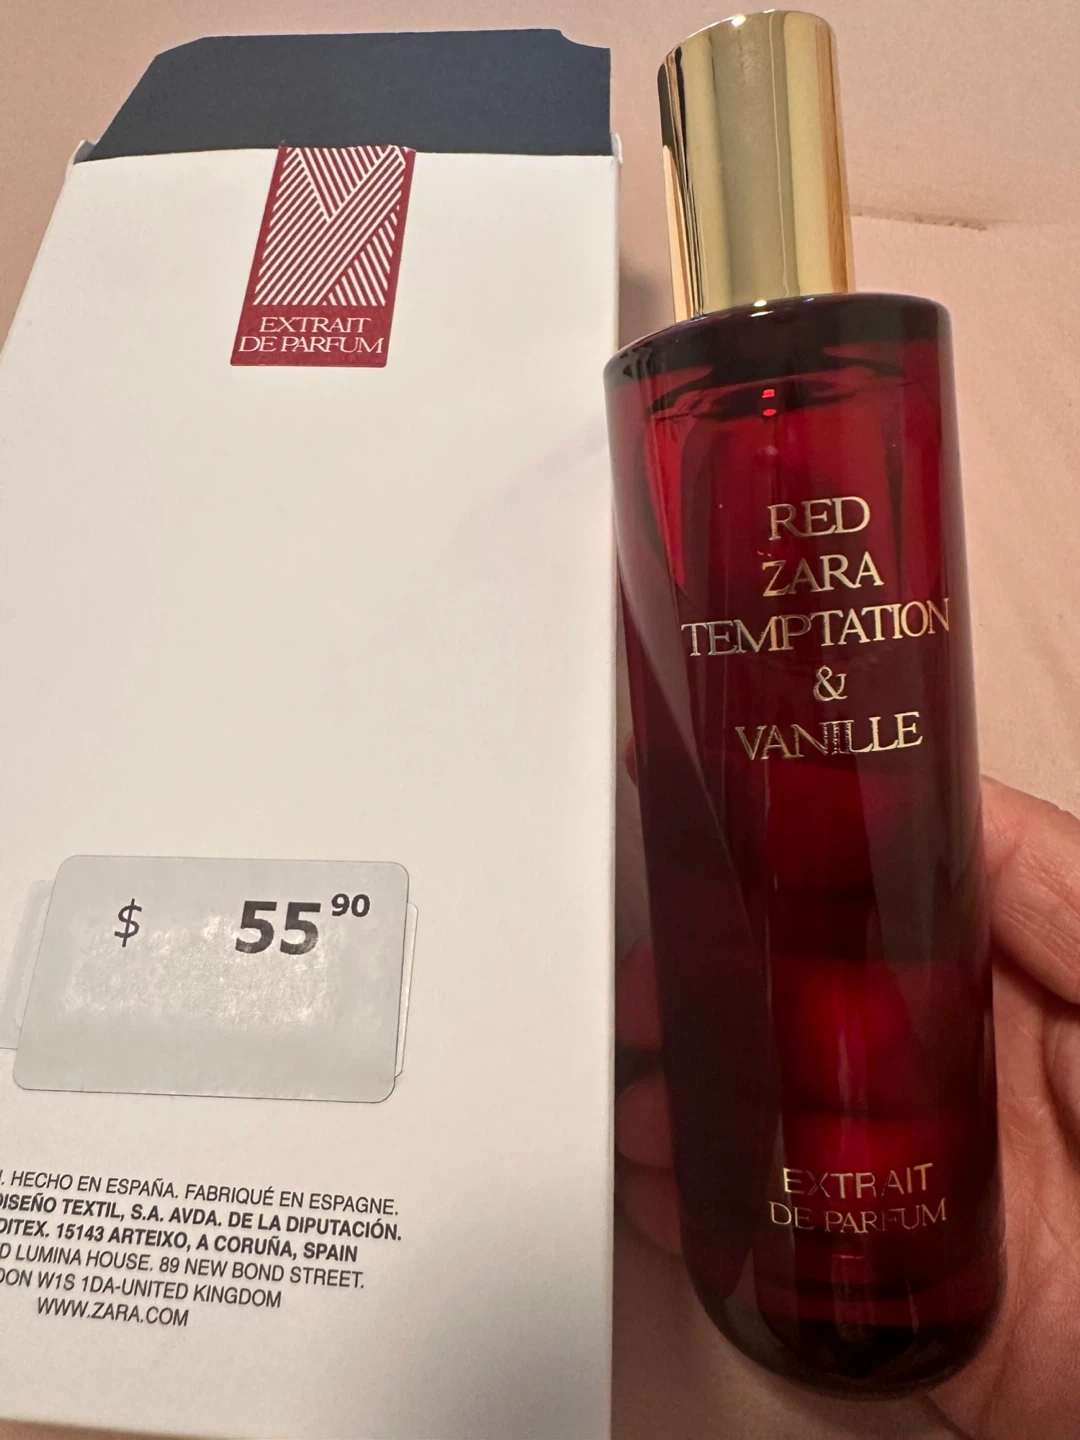 EXTRAIT
DE PARFUM
$ 55 90
HECHO EN ESPAÑA. FABRIQUÉ EN ESPAGNE.
DISEÑO TEXTIL, S.A. AVDA. DE LA DIPUTACIÓN.
15143 ARTEIXO, A CORUÑA, SPAIN
LUMINA HOUSE. 89 NEW BOND STREET.
W1S 1DA-UNITED KINGDOM
WWW.ZARA.COM
RED
ZARA
TEMPTATION
&
VANILLE
EXTRAIT
DE PARFUM